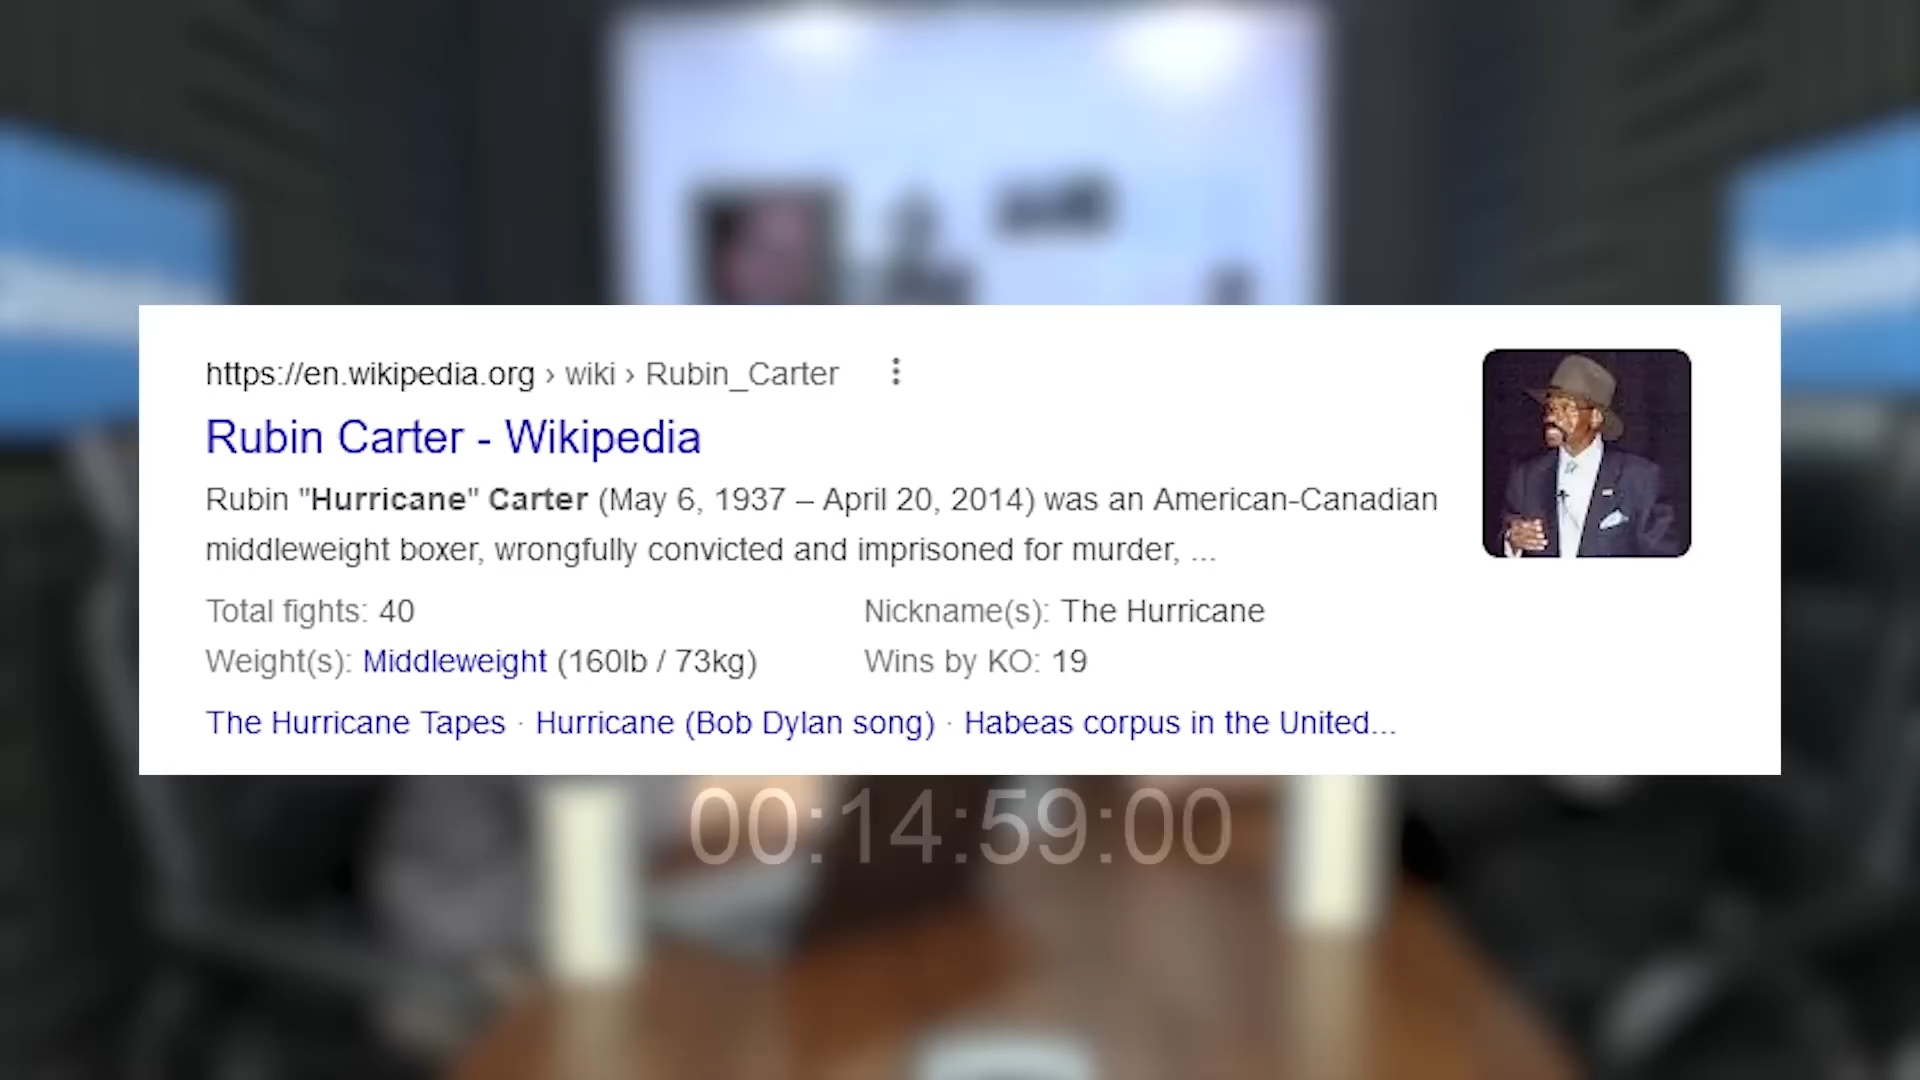 https://en.wikipedia.org › wiki › Rubin_Carter
Rubin Carter - Wikipedia
Rubin "Hurricane" Carter (May 6, 1937 – April 20, 2014) was an American-Canadian
middleweight boxer, wrongfully convicted and imprisoned for murder, ...
Total fights: 40 Nickname(s): The Hurricane
Weight(s): Middleweight (160lb / 73kg) Wins by KO: 19
The Hurricane Tapes · Hurricane (Bob Dylan song) · Habeas corpus in the United...
00:14:59:00